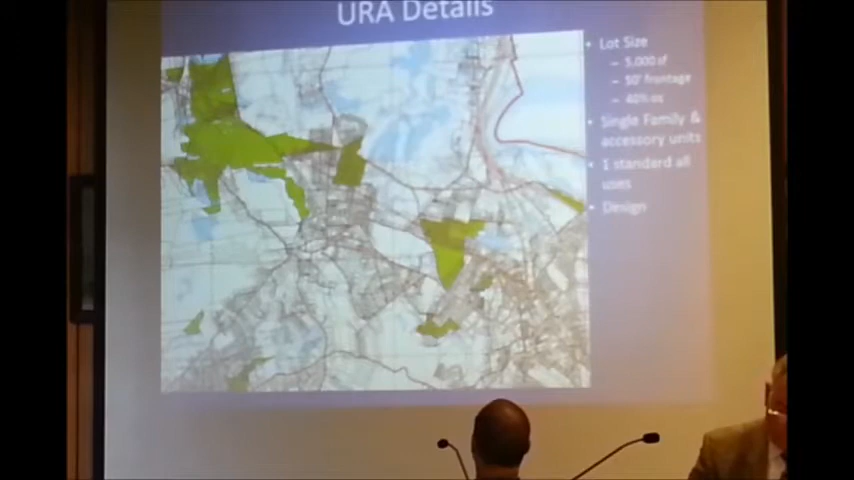 URA Details
• Lot Size
– 5,000 sf
– 50' frontage
– 40% os
• Single Family &
accessory units
• 1 standard all
uses
• Design